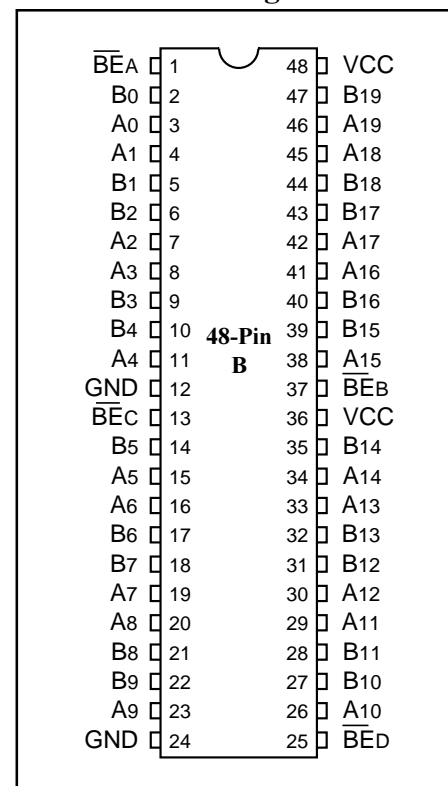 B̅E̅A 1 48 VCC
B0 2 47 B19
A0 3 46 A19
A1 4 45 A18
B1 5 44 B18
B2 6 43 B17
A2 7 42 A17
A3 8 41 A16
B3 9 40 B16
B4 10 48-Pin 39 B15
A4 11 B 38 A15
GND 12 37 B̅E̅B
B̅E̅C 13 36 VCC
B5 14 35 B14
A5 15 34 A14
A6 16 33 A13
B6 17 32 B13
B7 18 31 B12
A7 19 30 A12
A8 20 29 A11
B8 21 28 B11
B9 22 27 B10
A9 23 26 A10
GND 24 25 B̅E̅D